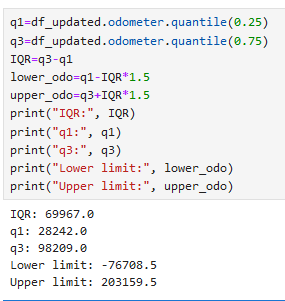 q1=df_updated.odometer.quantile(0.25)
q3=df_updated.odometer.quantile(0.75)
IQR=q3-q1
lower_odo=q1-IQR*1.5
upper_odo=q3+IQR*1.5
print("IQR:", IQR)
print("q1:", q1)
print("q3:", q3)
print("Lower limit:", lower_odo)
print("Upper limit:", upper_odo)
IQR: 69967.0
q1: 28242.0
q3: 98209.0
Lower limit: -76708.5
Upper limit: 203159.5